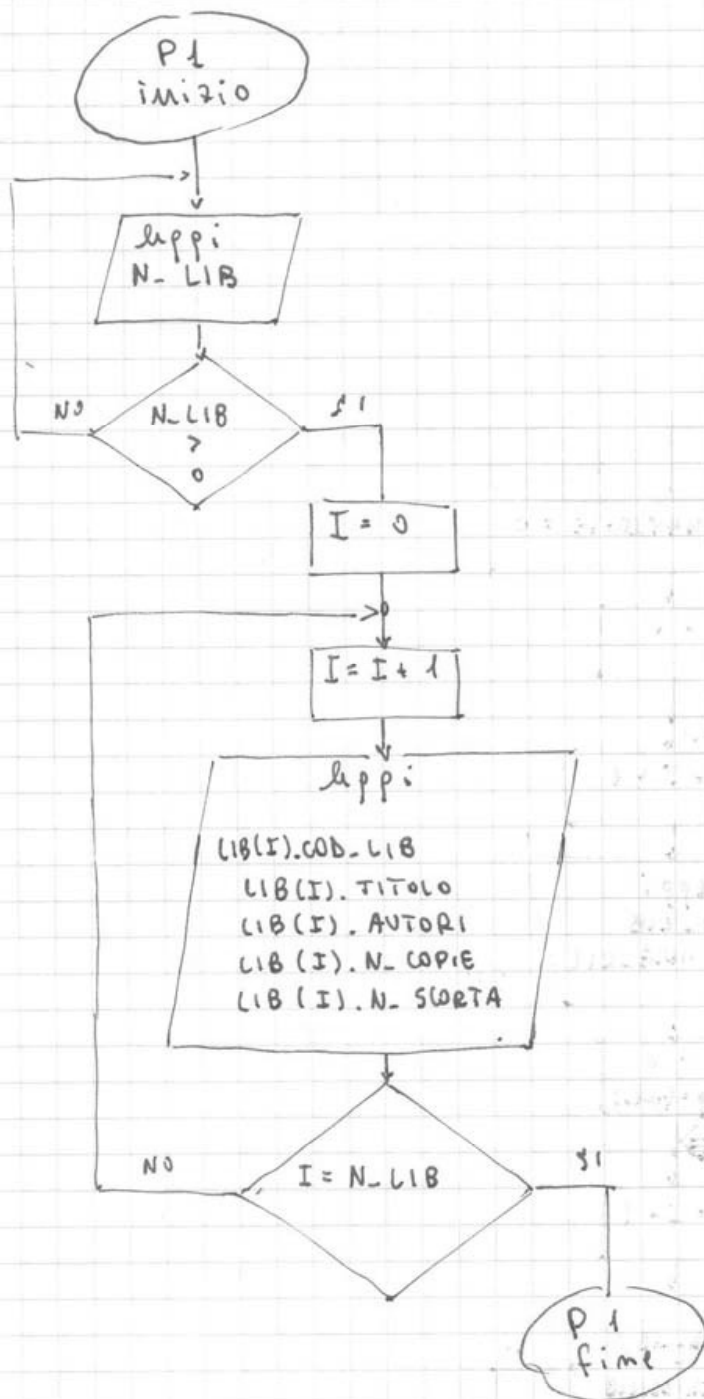 P1
inizio
leggi
N_LIB
NO
N_LIB
>
0
SI
I = 0
I = I + 1
leggi
LIB(I).COD_LIB
LIB(I).TITOLO
LIB(I).AUTORI
LIB(I).N_COPIE
LIB(I).N_SCORTA
NO
I = N_LIB
SI
P1
fine